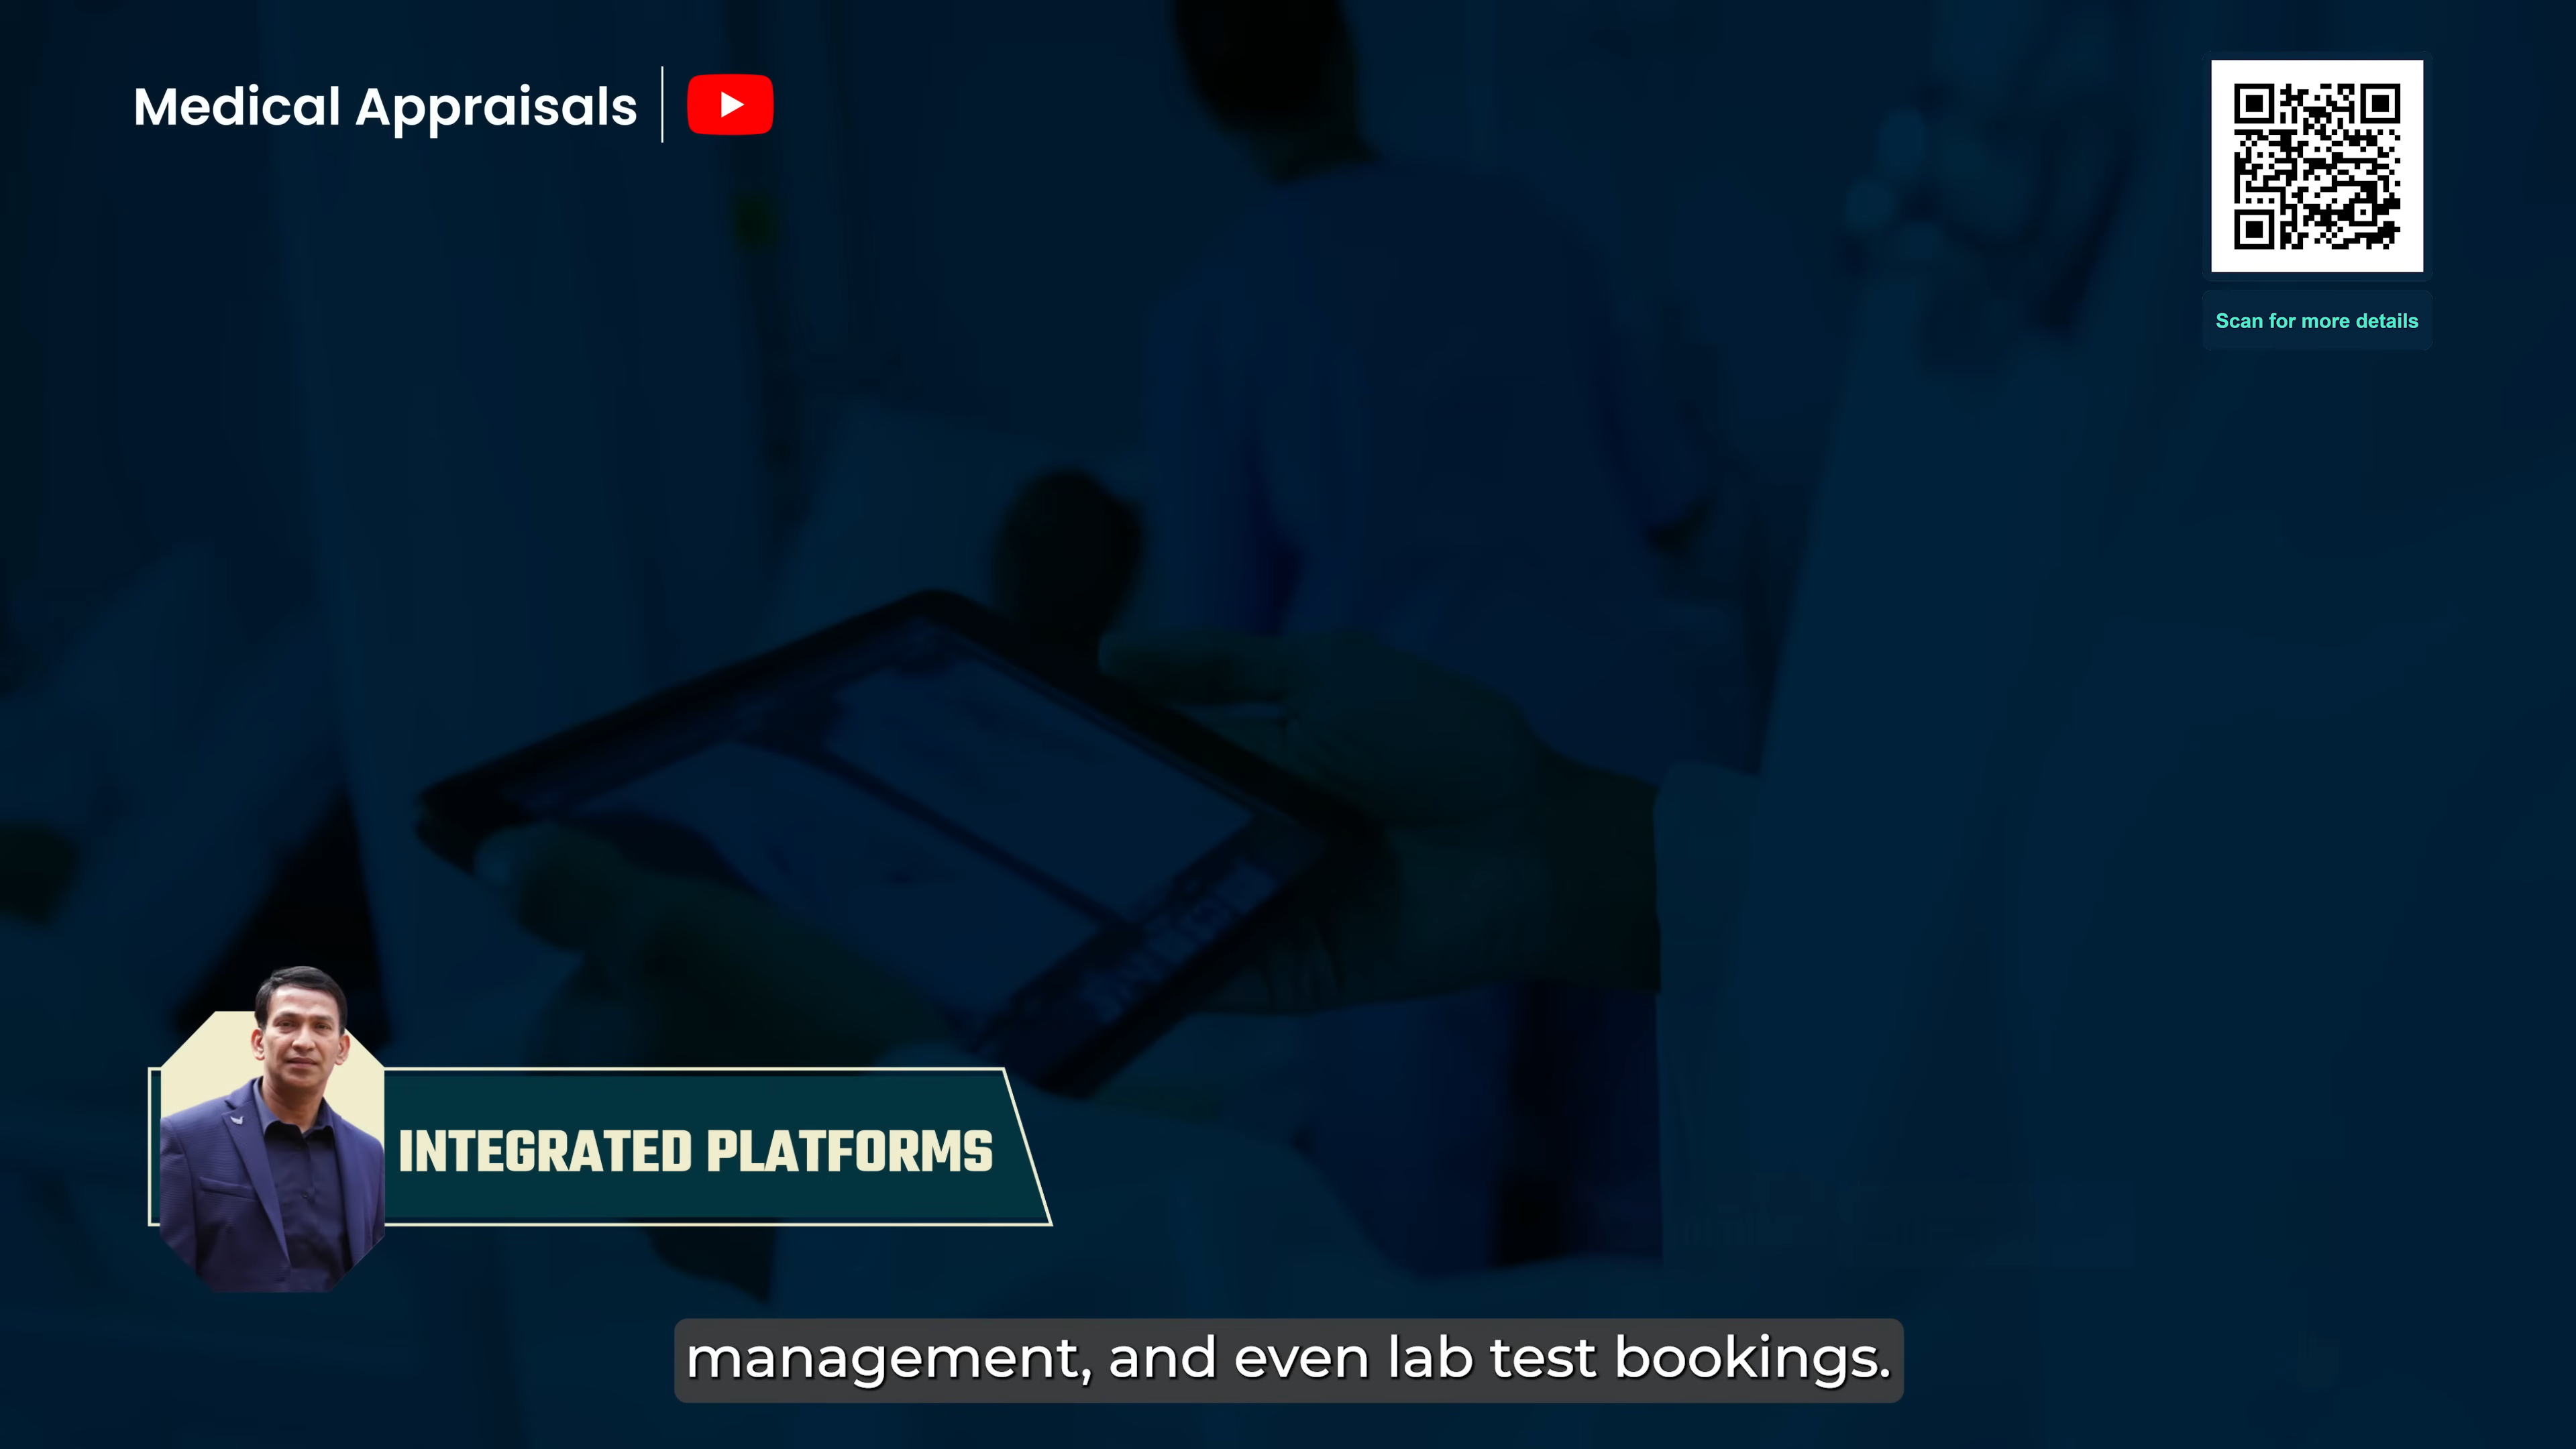 Medical Appraisals
Scan for more details
INTEGRATED PLATFORMS
management, and even lab test bookings.